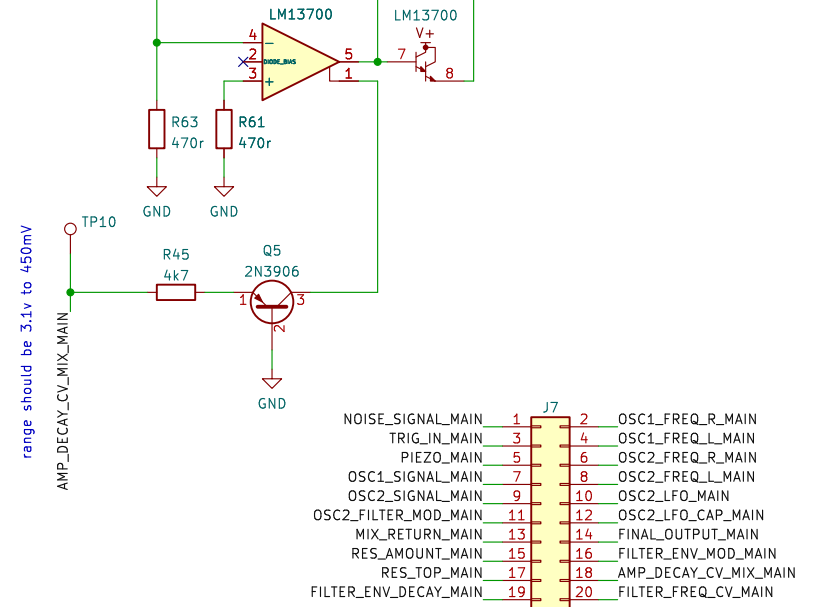 LM13700
LM13700
V+
4
−
2
DIODE_BIAS
3
+
5
1
7
8
R63
470r
R61
470r
GND
GND
TP10
range should be 3.1v to 450mV
AMP_DECAY_CV_MIX_MAIN
R45
4k7
Q5
2N3906
1
3
2
GND
J7
NOISE_SIGNAL_MAIN 1 2 OSC1_FREQ_R_MAIN
TRIG_IN_MAIN 3 4 OSC1_FREQ_L_MAIN
PIEZO_MAIN 5 6 OSC2_FREQ_R_MAIN
OSC1_SIGNAL_MAIN 7 8 OSC2_FREQ_L_MAIN
OSC2_SIGNAL_MAIN 9 10 OSC2_LFO_MAIN
OSC2_FILTER_MOD_MAIN 11 12 OSC2_LFO_CAP_MAIN
MIX_RETURN_MAIN 13 14 FINAL_OUTPUT_MAIN
RES_AMOUNT_MAIN 15 16 FILTER_ENV_MOD_MAIN
RES_TOP_MAIN 17 18 AMP_DECAY_CV_MIX_MAIN
FILTER_ENV_DECAY_MAIN 19 20 FILTER_FREQ_CV_MAIN